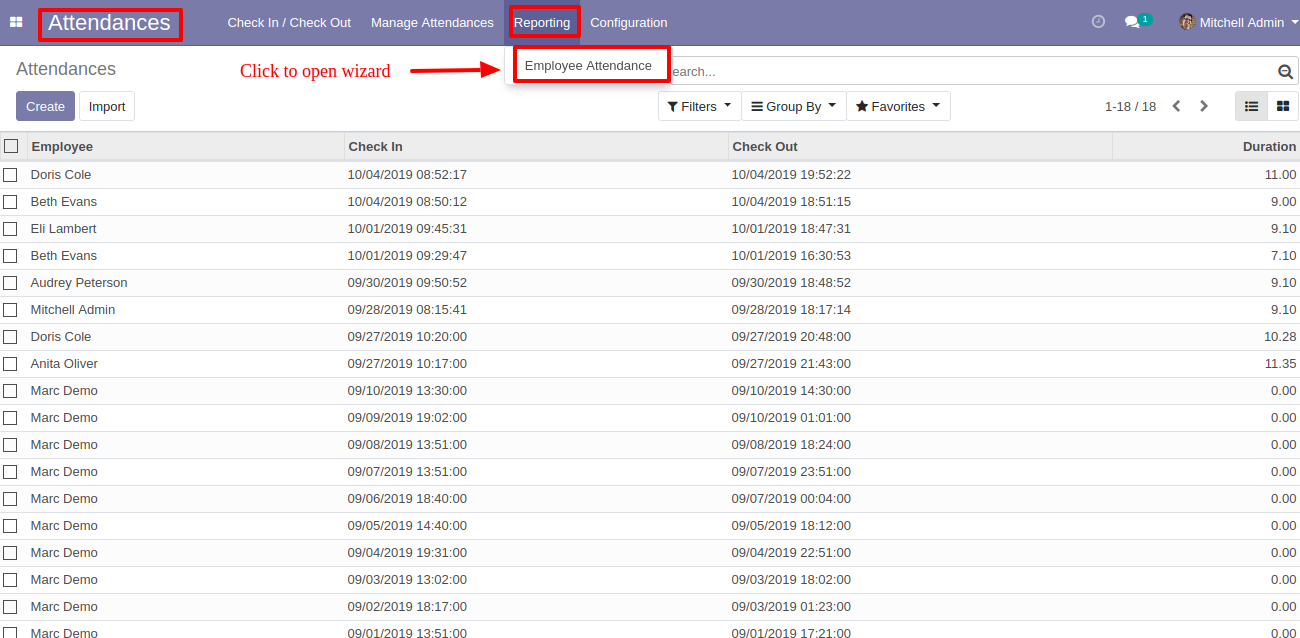 Attendances Check In / Check Out Manage Attendances Reporting Configuration 1 Mitchell Admin
Attendances Click to open wizard Employee Attendance earch...
Create Import Filters Group By Favorites 1-18 / 18
Employee Check In Check Out Duration
Doris Cole 10/04/2019 08:52:17 10/04/2019 19:52:22 11.00
Beth Evans 10/04/2019 08:50:12 10/04/2019 18:51:15 9.00
Eli Lambert 10/01/2019 09:45:31 10/01/2019 18:47:31 9.10
Beth Evans 10/01/2019 09:29:47 10/01/2019 16:30:53 7.10
Audrey Peterson 09/30/2019 09:50:52 09/30/2019 18:48:52 9.10
Mitchell Admin 09/28/2019 08:15:41 09/28/2019 18:17:14 9.10
Doris Cole 09/27/2019 10:20:00 09/27/2019 20:48:00 10.28
Anita Oliver 09/27/2019 10:17:00 09/27/2019 21:43:00 11.35
Marc Demo 09/10/2019 13:30:00 09/10/2019 14:30:00 0.00
Marc Demo 09/09/2019 19:02:00 09/10/2019 01:01:00 0.00
Marc Demo 09/08/2019 13:51:00 09/08/2019 18:24:00 0.00
Marc Demo 09/07/2019 13:51:00 09/07/2019 23:51:00 0.00
Marc Demo 09/06/2019 18:40:00 09/07/2019 00:04:00 0.00
Marc Demo 09/05/2019 14:40:00 09/05/2019 18:12:00 0.00
Marc Demo 09/04/2019 19:31:00 09/04/2019 22:51:00 0.00
Marc Demo 09/03/2019 13:02:00 09/03/2019 18:02:00 0.00
Marc Demo 09/02/2019 18:17:00 09/03/2019 01:23:00 0.00
Marc Demo 09/01/2019 13:51:00 09/01/2019 17:21:00 0.00